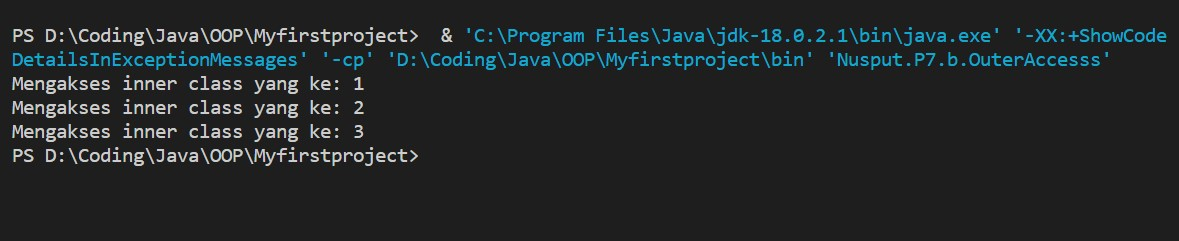 PS D:\Coding\Java\OOP\Myfirstproject>  & 'C:\Program Files\Java\jdk-18.0.2.1\bin\java.exe' '-XX:+ShowCode
DetailsInExceptionMessages' '-cp' 'D:\Coding\Java\OOP\Myfirstproject\bin' 'Nusput.P7.b.OuterAccesss'
Mengakses inner class yang ke: 1
Mengakses inner class yang ke: 2
Mengakses inner class yang ke: 3
PS D:\Coding\Java\OOP\Myfirstproject>